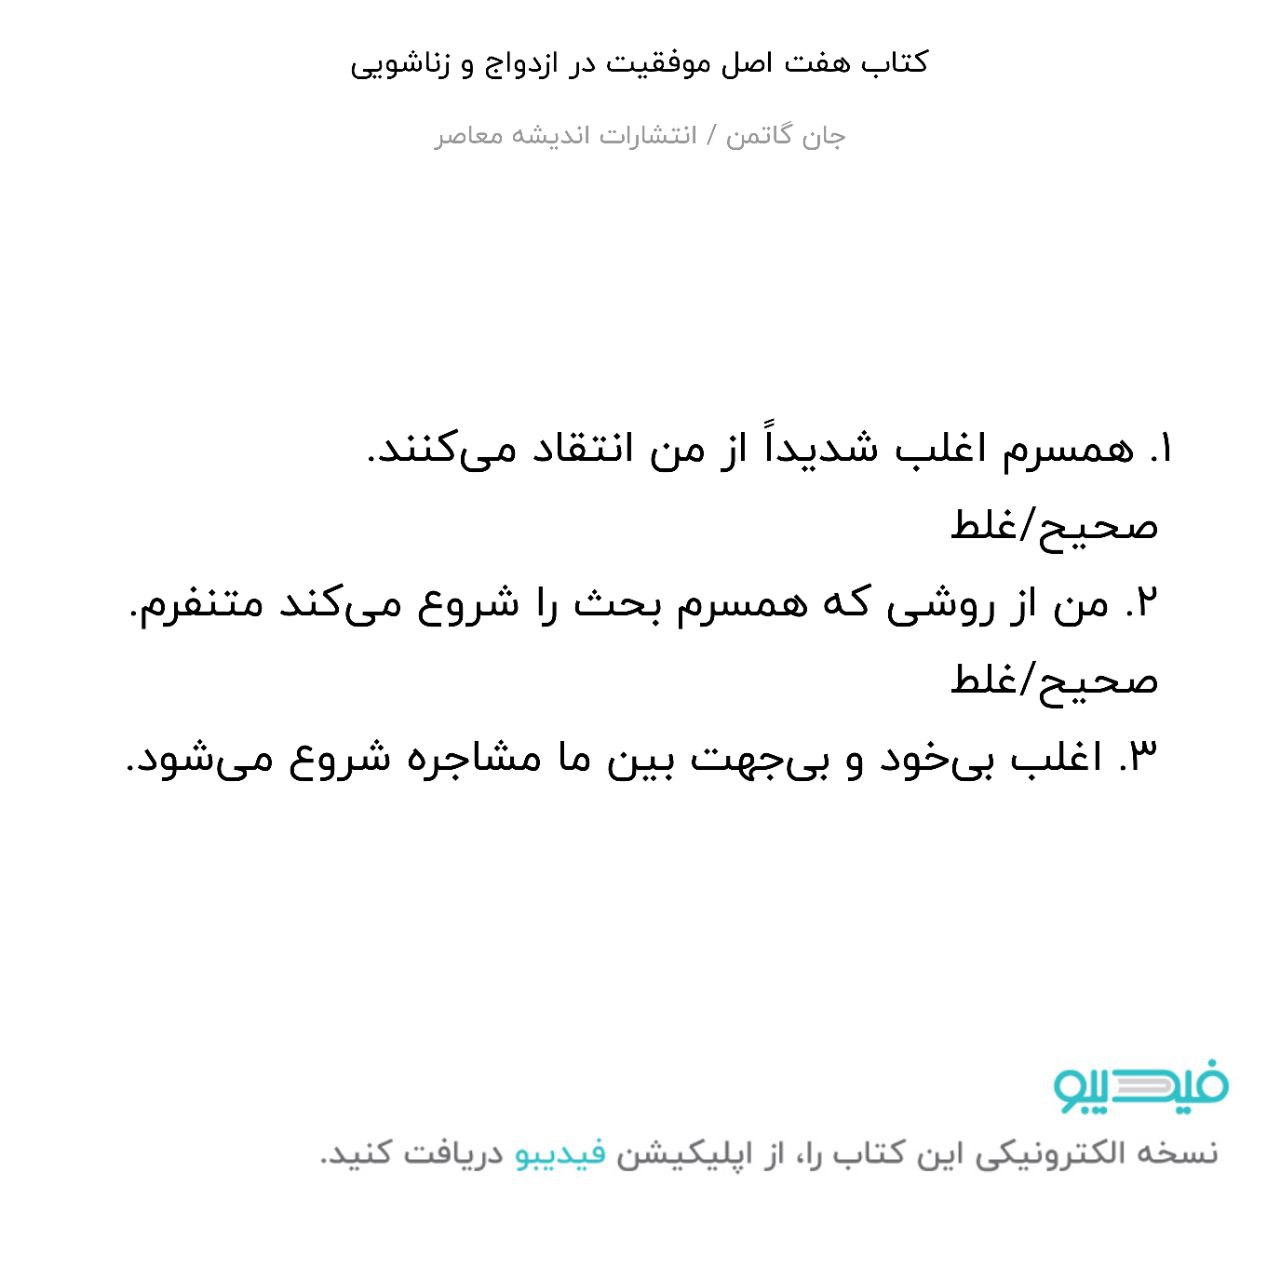 کتاب هفت اصل موفقیت در ازدواج و زناشویی
جان گاتمن / انتشارات اندیشه معاصر
۱. همسرم اغلب شدیداً از من انتقاد می‌کنند.
صحیح/غلط
۲. من از روشی که همسرم بحث را شروع می‌کند متنفرم.
صحیح/غلط
۳. اغلب بی‌خود و بی‌جهت بین ما مشاجره شروع می‌شود.
فیدیبو
نسخه الکترونیکی این کتاب را، از اپلیکیشن فیدیبو دریافت کنید.